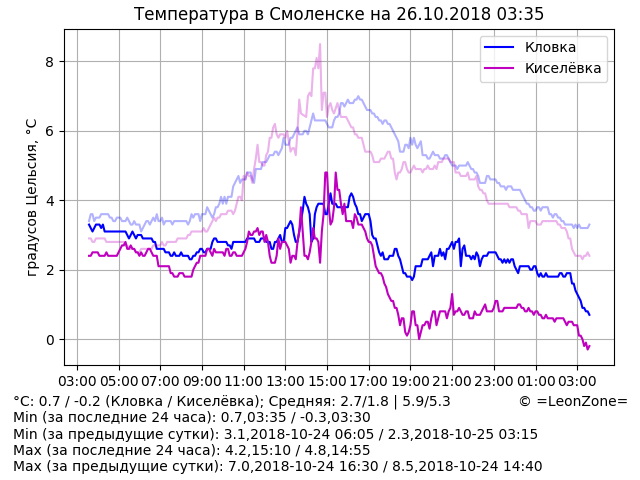 Температура в Смоленске на 26.10.2018 03:35
Кловка
Киселёвка
градусов Цельсия, °C
8
6
4
2
0
03:00 05:00 07:00 09:00 11:00 13:00 15:00 17:00 19:00 21:00 23:00 01:00 03:00
°C: 0.7 / -0.2 (Кловка / Киселёвка); Средняя: 2.7/1.8 | 5.9/5.3 © =LeonZone=
Min (за последние 24 часа): 0.7,03:35 / -0.3,03:30
Min (за предыдущие сутки): 3.1,2018-10-24 06:05 / 2.3,2018-10-25 03:15
Max (за последние 24 часа): 4.2,15:10 / 4.8,14:55
Max (за предыдущие сутки): 7.0,2018-10-24 16:30 / 8.5,2018-10-24 14:40